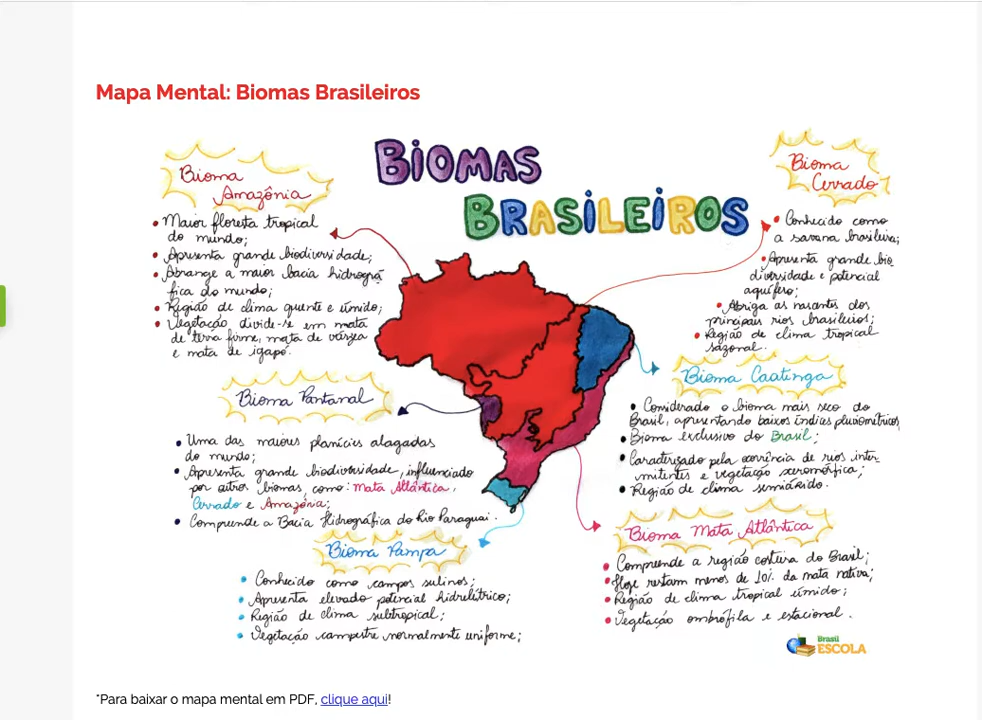 Mapa Mental: Biomas Brasileiros
BIOMAS
BRASILEIROS
Bioma
Amazônia
• Maior floresta tropical
do mundo;
• Apresenta grande biodiversidade;
• Abrange a maior bacia hidrográ
fica do mundo;
• Região de clima quente e úmido;
• Vegetação divide-se em mata
de terra firme, mata de várzea
e mata de igapó.
Bioma
Cerrado
• Conhecido como
a savana brasileira;
• Apresenta grande bio
diversidade e potencial
aquífero;
• Abriga as nascentes dos
principais rios brasileiros;
• Região de clima tropical
sazonal.
Bioma Pantanal
• Uma das maiores planícies alagadas
do mundo;
• Apresenta grande biodiversidade, influenciado
por outros biomas como: Mata Atlântica,
Cerrado e Amazônia;
• Compreende a Bacia Hidrográfica do Rio Paraguai.
Bioma Caatinga
• Considerado o bioma mais seco do
Brasil, apresentando baixos índices pluviométricos;
• Bioma exclusivo do Brasil;
• Caracterizado pela ocorrência de rios inter
mitentes e vegetação xeromórfica;
• Região de clima semiárido.
Bioma Pampa
• Conhecido como campos sulinos;
• Apresenta elevado potencial hidrelétrico;
• Região de clima subtropical;
• Vegetação campestre normalmente uniforme;
Bioma Mata Atlântica
• Compreende a região costeira do Brasil;
• Hoje restam menos de 10% da mata nativa;
• Região de clima tropical úmido;
• Vegetação ombrófila e estacional.
Brasil
ESCOLA
*Para baixar o mapa mental em PDF, clique aqui!